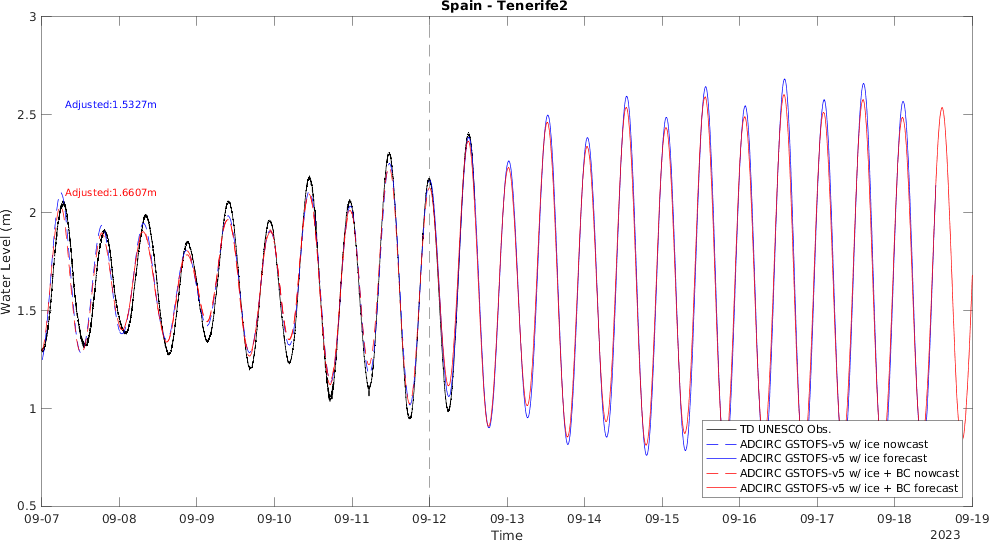 Spain - Tenerife2
3
2.5
2
1.5
1
0.5
Water Level (m)
Adjusted:1.5327m
Adjusted:1.6607m
TD UNESCO Obs.
ADCIRC GSTOFS-v5 w/ ice nowcast
ADCIRC GSTOFS-v5 w/ ice forecast
ADCIRC GSTOFS-v5 w/ ice + BC nowcast
ADCIRC GSTOFS-v5 w/ ice + BC forecast
09-07 09-08 09-09 09-10 09-11 09-12 09-13 09-14 09-15 09-16 09-17 09-18 09-19
Time
2023